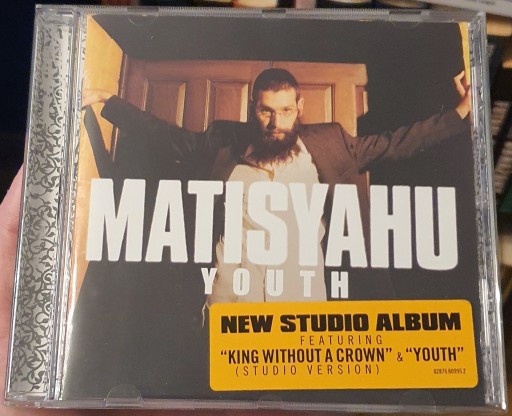 MATISYAHU
YOUTH
NEW STUDIO ALBUM
FEATURING
"KING WITHOUT A CROWN" & "YOUTH"
(STUDIO VERSION)